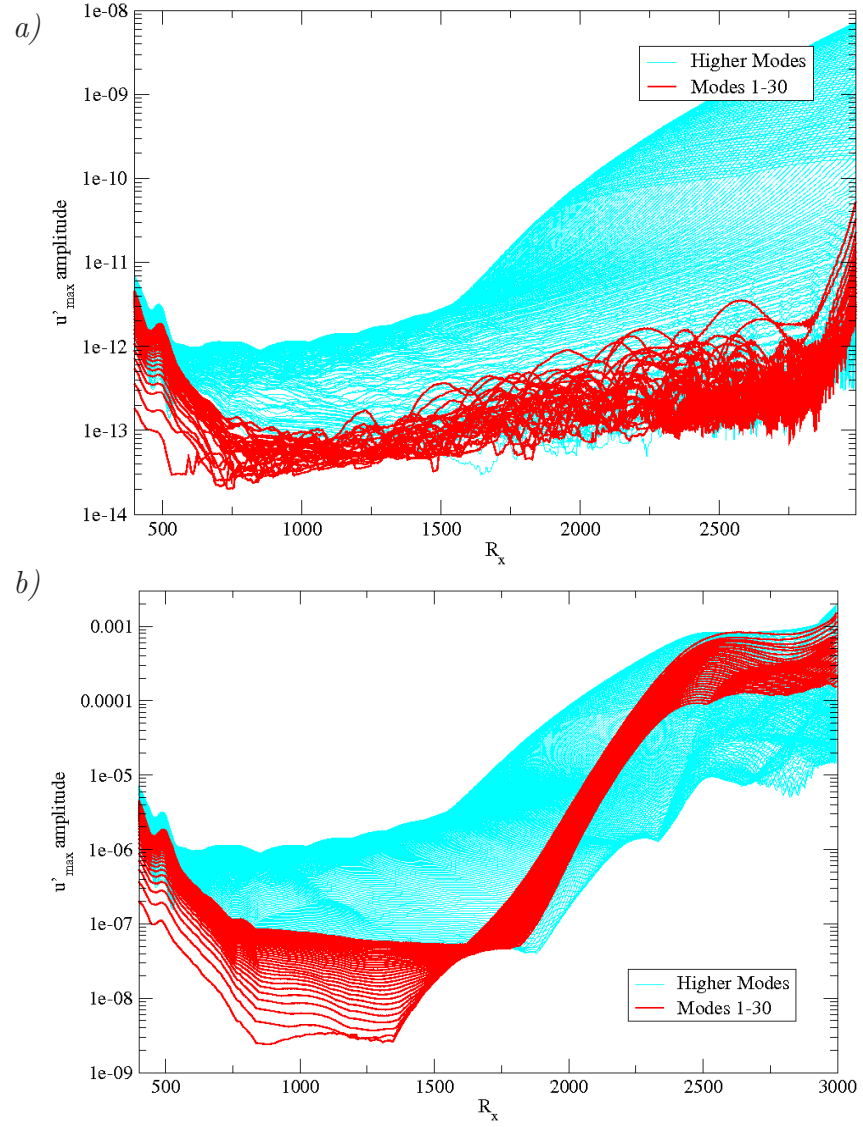 a)
1e-08
1e-09
1e-10
1e-11
1e-12
1e-13
1e-14
u'max amplitude
Higher Modes
Modes 1-30
500
1000
1500
2000
2500
Rx
b)
0.001
0.0001
1e-05
1e-06
1e-07
1e-08
1e-09
u'max amplitude
Higher Modes
Modes 1-30
500
1000
1500
2000
2500
3000
Rx